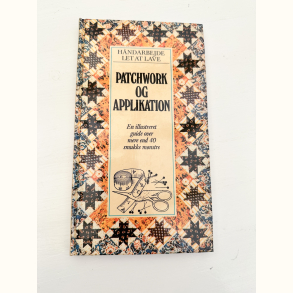 HÅNDARBEJDE
LET AT LAVE
PATCHWORK
OG
APPLIKATION
En illustreret
guide over
mere end 40
smukke mønstre